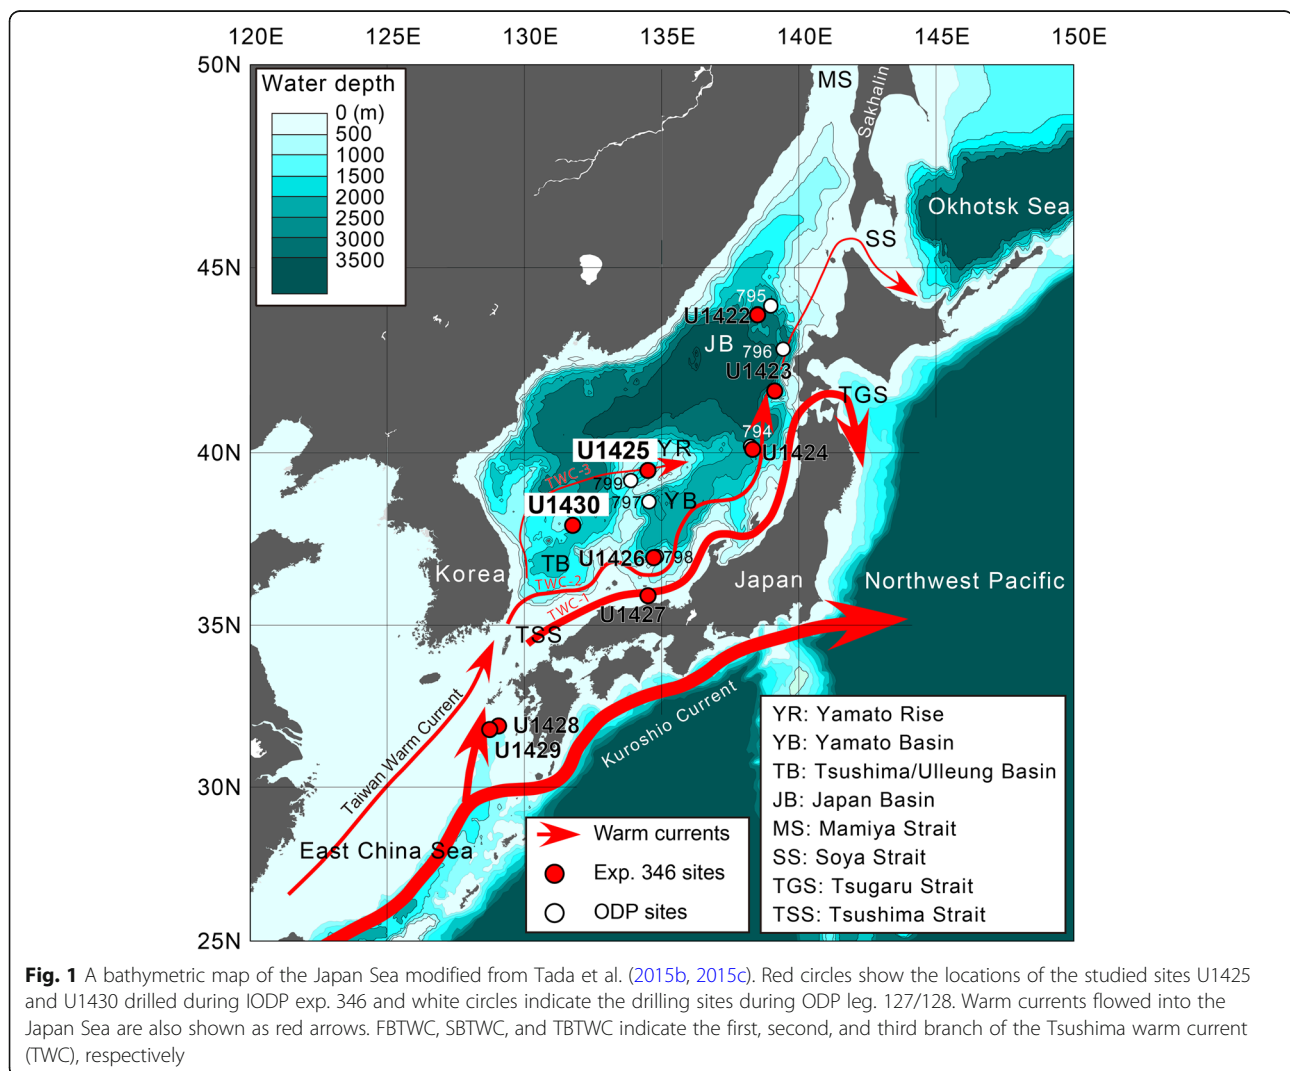 120E 125E 130E 135E 140E 145E 150E
50N
45N
40N
35N
30N
25N
Water depth
0 (m)
500
1000
1500
2000
2500
3000
3500
MS
Sakhalin
Okhotsk Sea
SS
795
U1422
JB
796
U1423
TGS
794
U1424
U1425
YR
TWC-3
799
U1430
797
YB
U1426
798
TB
Korea
TWC-2
TWC-1
Japan
Northwest Pacific
U1427
TSS
Taiwan Warm Current
U1428
U1429
Kuroshio Current
East China Sea
Warm currents
Exp. 346 sites
ODP sites
YR: Yamato Rise
YB: Yamato Basin
TB: Tsushima/Ulleung Basin
JB: Japan Basin
MS: Mamiya Strait
SS: Soya Strait
TGS: Tsugaru Strait
TSS: Tsushima Strait
Fig. 1 A bathymetric map of the Japan Sea modified from Tada et al. (2015b, 2015c). Red circles show the locations of the studied sites U1425
and U1430 drilled during IODP exp. 346 and white circles indicate the drilling sites during ODP leg. 127/128. Warm currents flowed into the
Japan Sea are also shown as red arrows. FBTWC, SBTWC, and TBTWC indicate the first, second, and third branch of the Tsushima warm current
(TWC), respectively